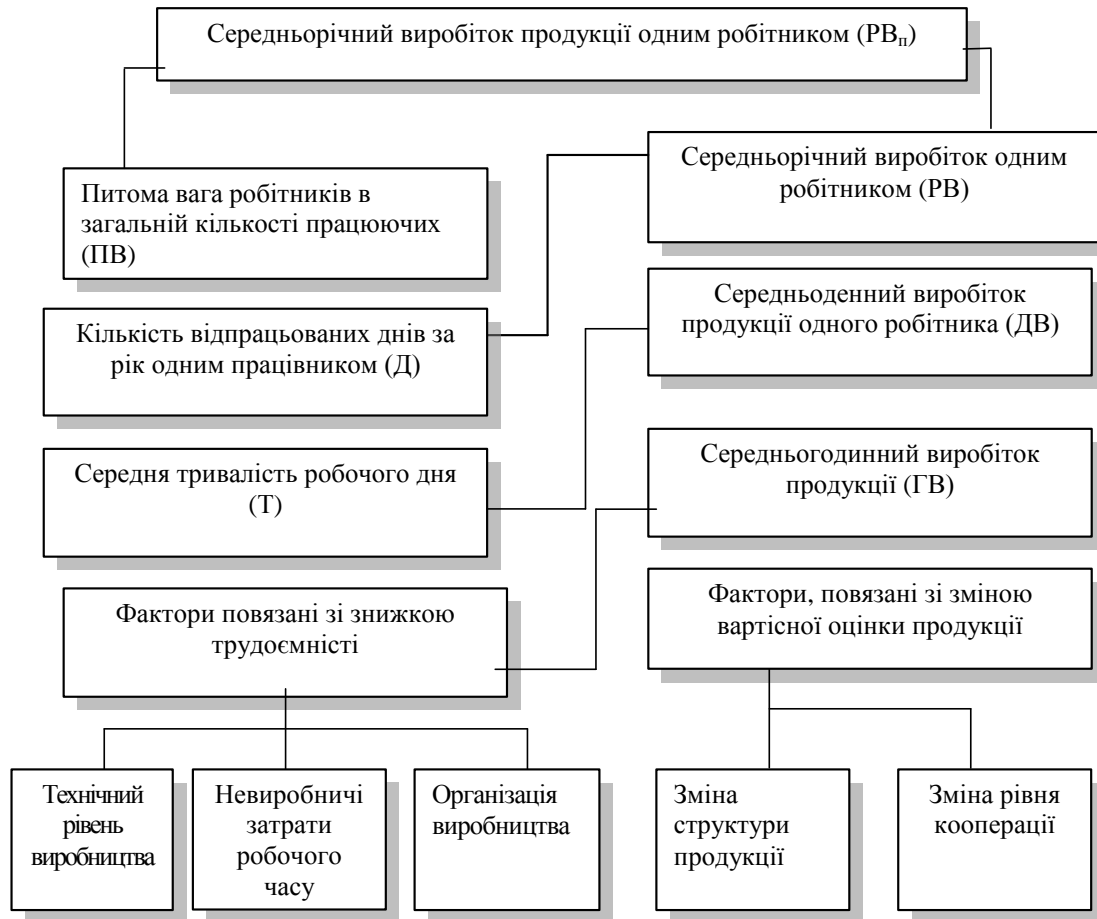 Середньорічний виробіток продукції одним робітником (РВп)
Питома вага робітників в
загальній кількості працюючих
(ПВ)
Середньорічний виробіток одним
робітником (РВ)
Кількість відпрацьованих днів за
рік одним працівником (Д)
Середньоденний виробіток
продукції одного робітника (ДВ)
Середня тривалість робочого дня
(Т)
Середньогодинний виробіток
продукції (ГВ)
Фактори повязані зі знижкою
трудоємністі
Фактори, повязані зі зміною
вартісної оцінки продукції
Технічний
рівень
виробництва
Невиробничі
затрати
робочого
часу
Організація
виробництва
Зміна
структури
продукції
Зміна рівня
кооперації